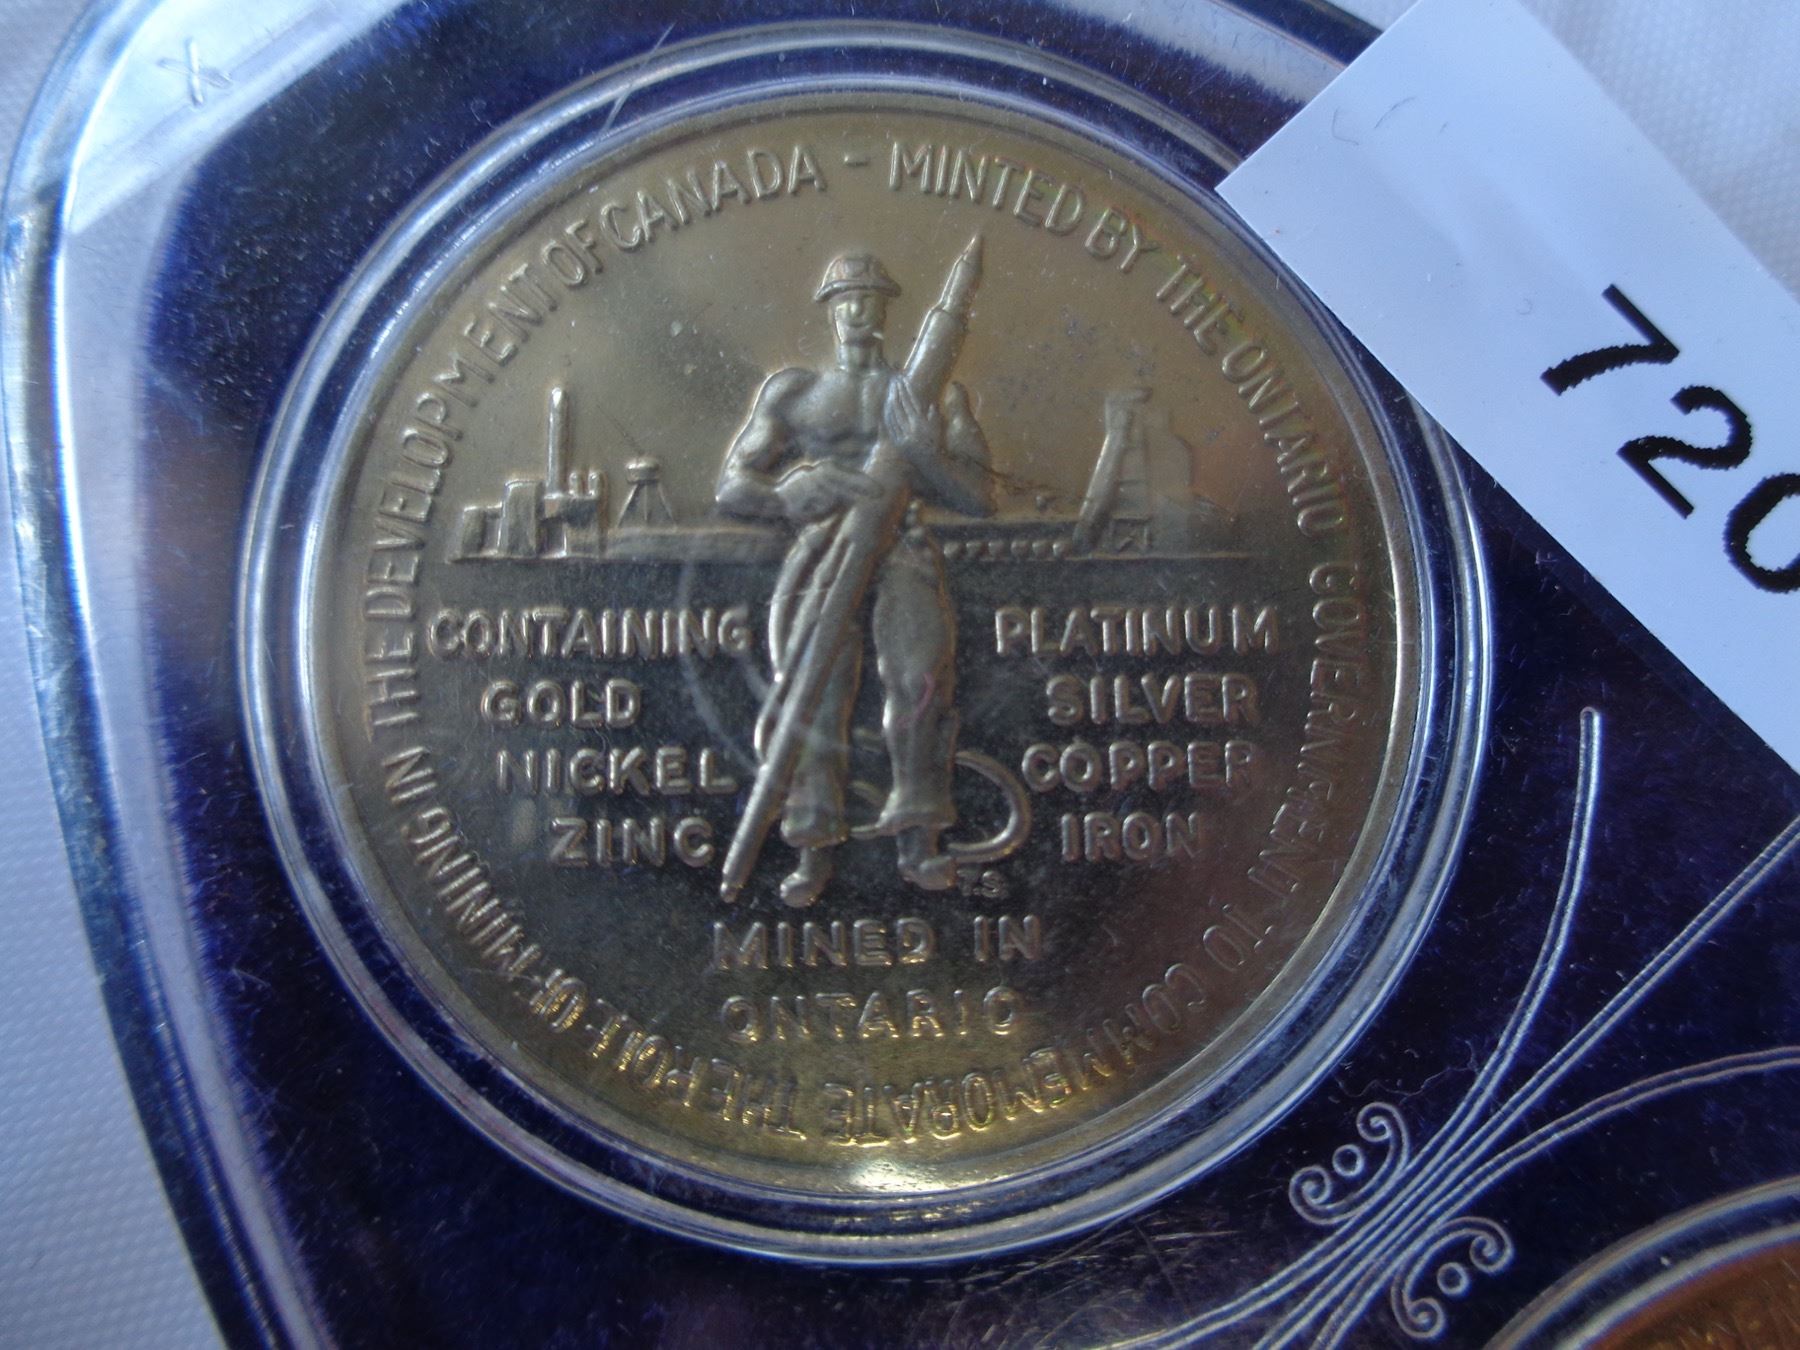 MINTED BY THE ONTARIO GOVERNMENT TO COMMEMORATE THE ROLE OF MINING IN THE DEVELOPMENT OF CANADA -
CONTAINING PLATINUM
GOLD SILVER
NICKEL COPPER
ZINC IRON
T.S
MINED IN
ONTARIO
720
X